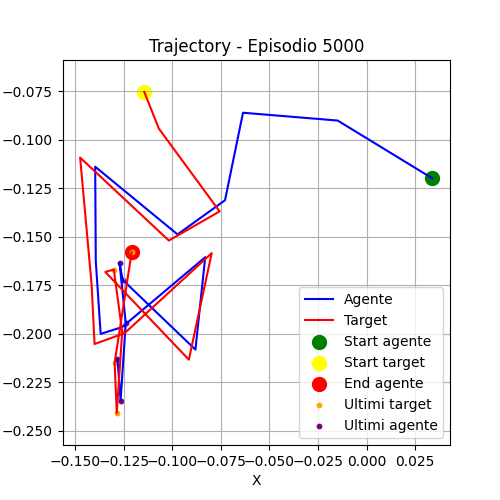 Trajectory - Episodio 5000
−0.075
−0.100
−0.125
−0.150
−0.175
−0.200
−0.225
−0.250
Agente
Target
Start agente
Start target
End agente
Ultimi target
Ultimi agente
−0.150 −0.125 −0.100 −0.075 −0.050 −0.025 0.000 0.025
X